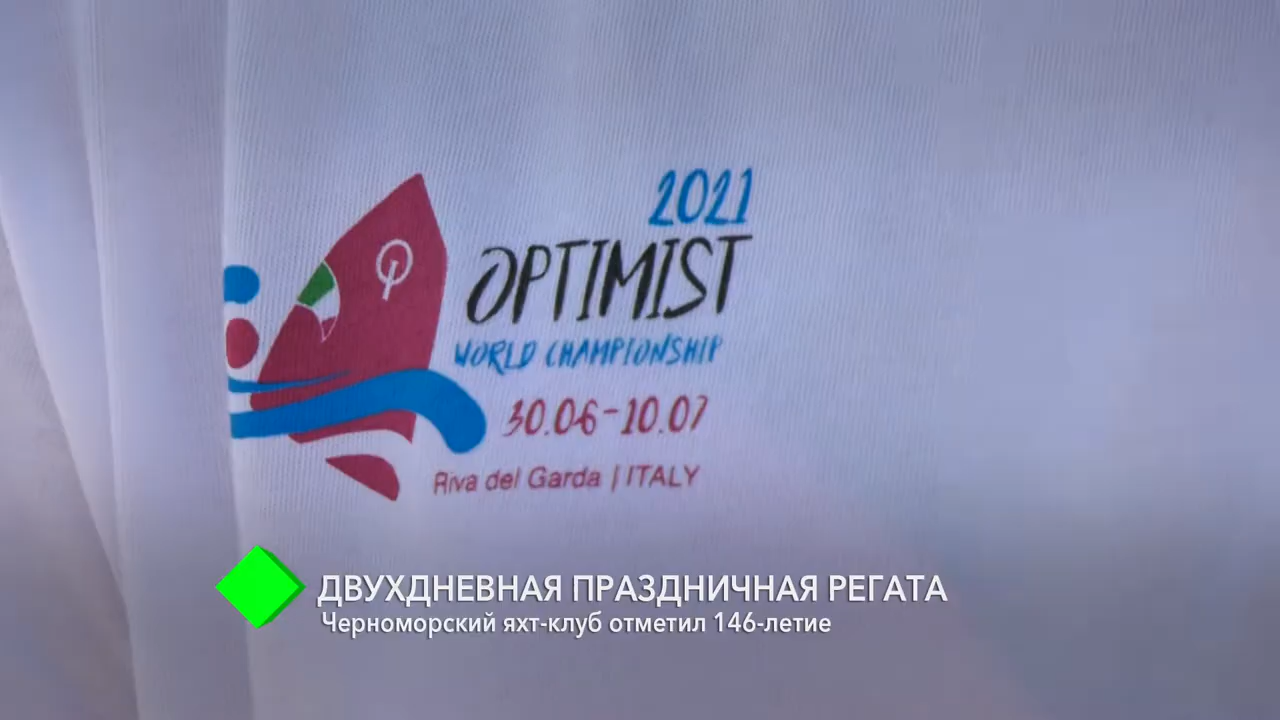 2021
OPTIMIST
WORLD CHAMPIONSHIP
30.06-10.07
Riva del Garda | ITALY
ДВУХДНЕВНАЯ ПРАЗДНИЧНАЯ РЕГАТА
Черноморский яхт-клуб отметил 146-летие